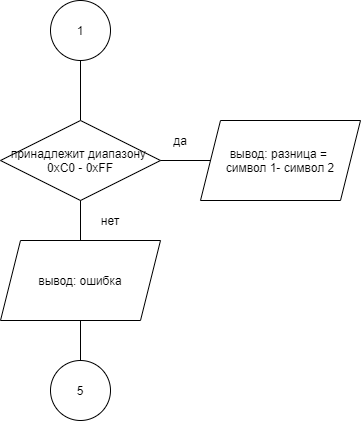 1
принадлежит диапазону
0xC0 - 0xFF
да
вывод: разница =
символ 1- символ 2
нет
вывод: ошибка
5